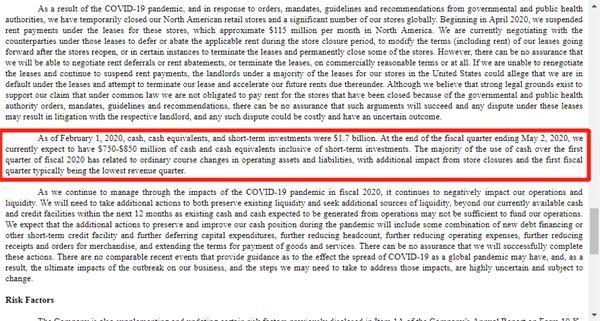 As a result of the COVID-19 pandemic, and in response to orders, mandates, guidelines and recommendations from governmental and public health
authorities, we have temporarily closed our North American retail stores and a significant number of our stores globally. Beginning in April 2020, we suspended
rent payments under the leases for these stores, which approximate $115 million per month in North America. We are currently negotiating with the
counterparties under those leases to defer or abate the applicable rent during the store closure period, to modify the terms (including rent) of our leases going
forward after the stores reopen, or in certain instances to terminate the leases and permanently close some of the stores. However, there can be no assurance that
we will be able to negotiate rent deferrals or rent abatements, or terminate the leases, on commercially reasonable terms or at all. If we are unable to renegotiate
the leases and continue to suspend rent payments, the landlords under a majority of the leases for our stores in the United States could allege that we are in
default under the leases and attempt to terminate our lease and accelerate our future rents due thereunder. Although we believe that strong legal grounds exist to
support our claim that under common law we are not obligated to pay rent for the stores that have been closed because of the governmental and public health
authority orders, mandates, guidelines and recommendations, there can be no assurance that such arguments will succeed and any dispute under these leases
may result in litigation with the respective landlord, and any such dispute could be costly and have an uncertain outcome.
As of February 1, 2020, cash, cash equivalents, and short-term investments were $1.7 billion. At the end of the fiscal quarter ending May 2, 2020, we
currently expect to have $750-$850 million of cash and cash equivalents inclusive of short-term investments. The majority of the use of cash over the first
quarter of fiscal 2020 has related to ordinary course changes in operating assets and liabilities, with additional impact from store closures and the first fiscal
quarter typically being the lowest revenue quarter.
As we continue to manage through the impacts of the COVID-19 pandemic in fiscal 2020, it continues to negatively impact our operations and
liquidity. We will need to take additional actions to both preserve existing liquidity and seek additional sources of liquidity, beyond our currently available cash
and credit facilities within the next 12 months as existing cash and cash expected to be generated from operations may not be sufficient to fund our operations.
We expect that the additional actions to preserve and improve our cash position during the pandemic will include some combination of new debt financing or
other short-term credit facility and further deferring capital expenditures, further reducing headcount, further reducing operating expenses, further reducing
receipts and orders for merchandise, and extending the terms for payment of goods and services. There can be no assurance that we will successfully complete
these actions. There are no comparable recent events that provide guidance as to the effect the spread of COVID-19 as a global pandemic may have, and, as a
result, the ultimate impacts of the outbreak on our business, and the steps we may need to take to address those impacts, are highly uncertain and subject to
change.
Risk Factors